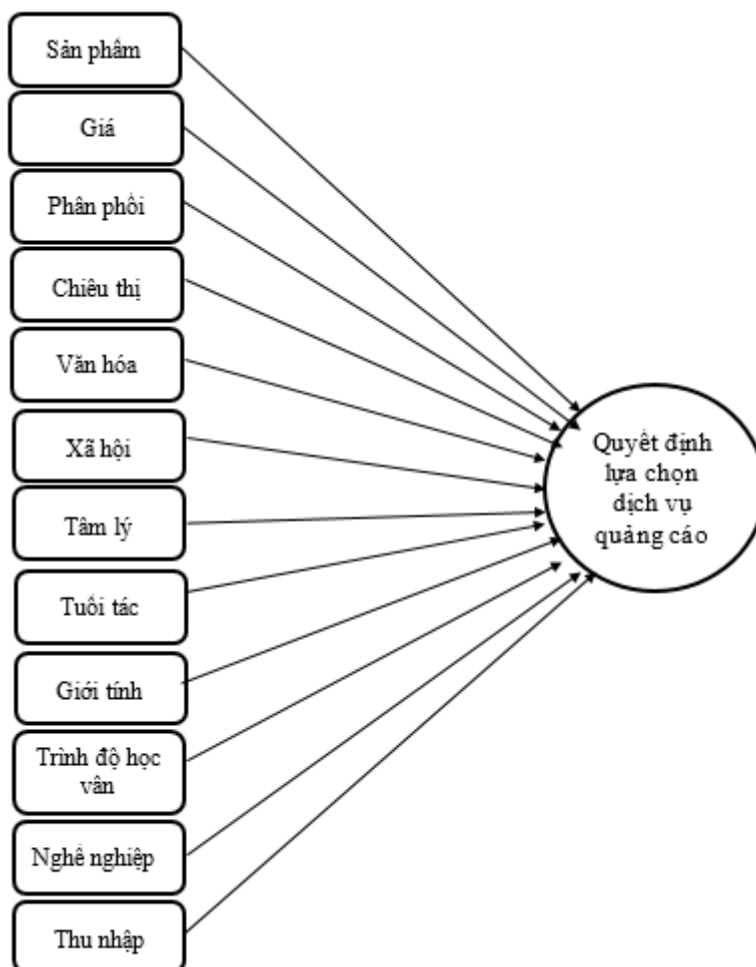 Sản phẩm
Giá
Phân phối
Chiêu thị
Văn hóa
Xã hội
Tâm lý
Tuổi tác
Giới tính
Trình độ học
vấn
Nghề nghiệp
Thu nhập
Quyết định
lựa chọn
dịch vụ
quảng cáo